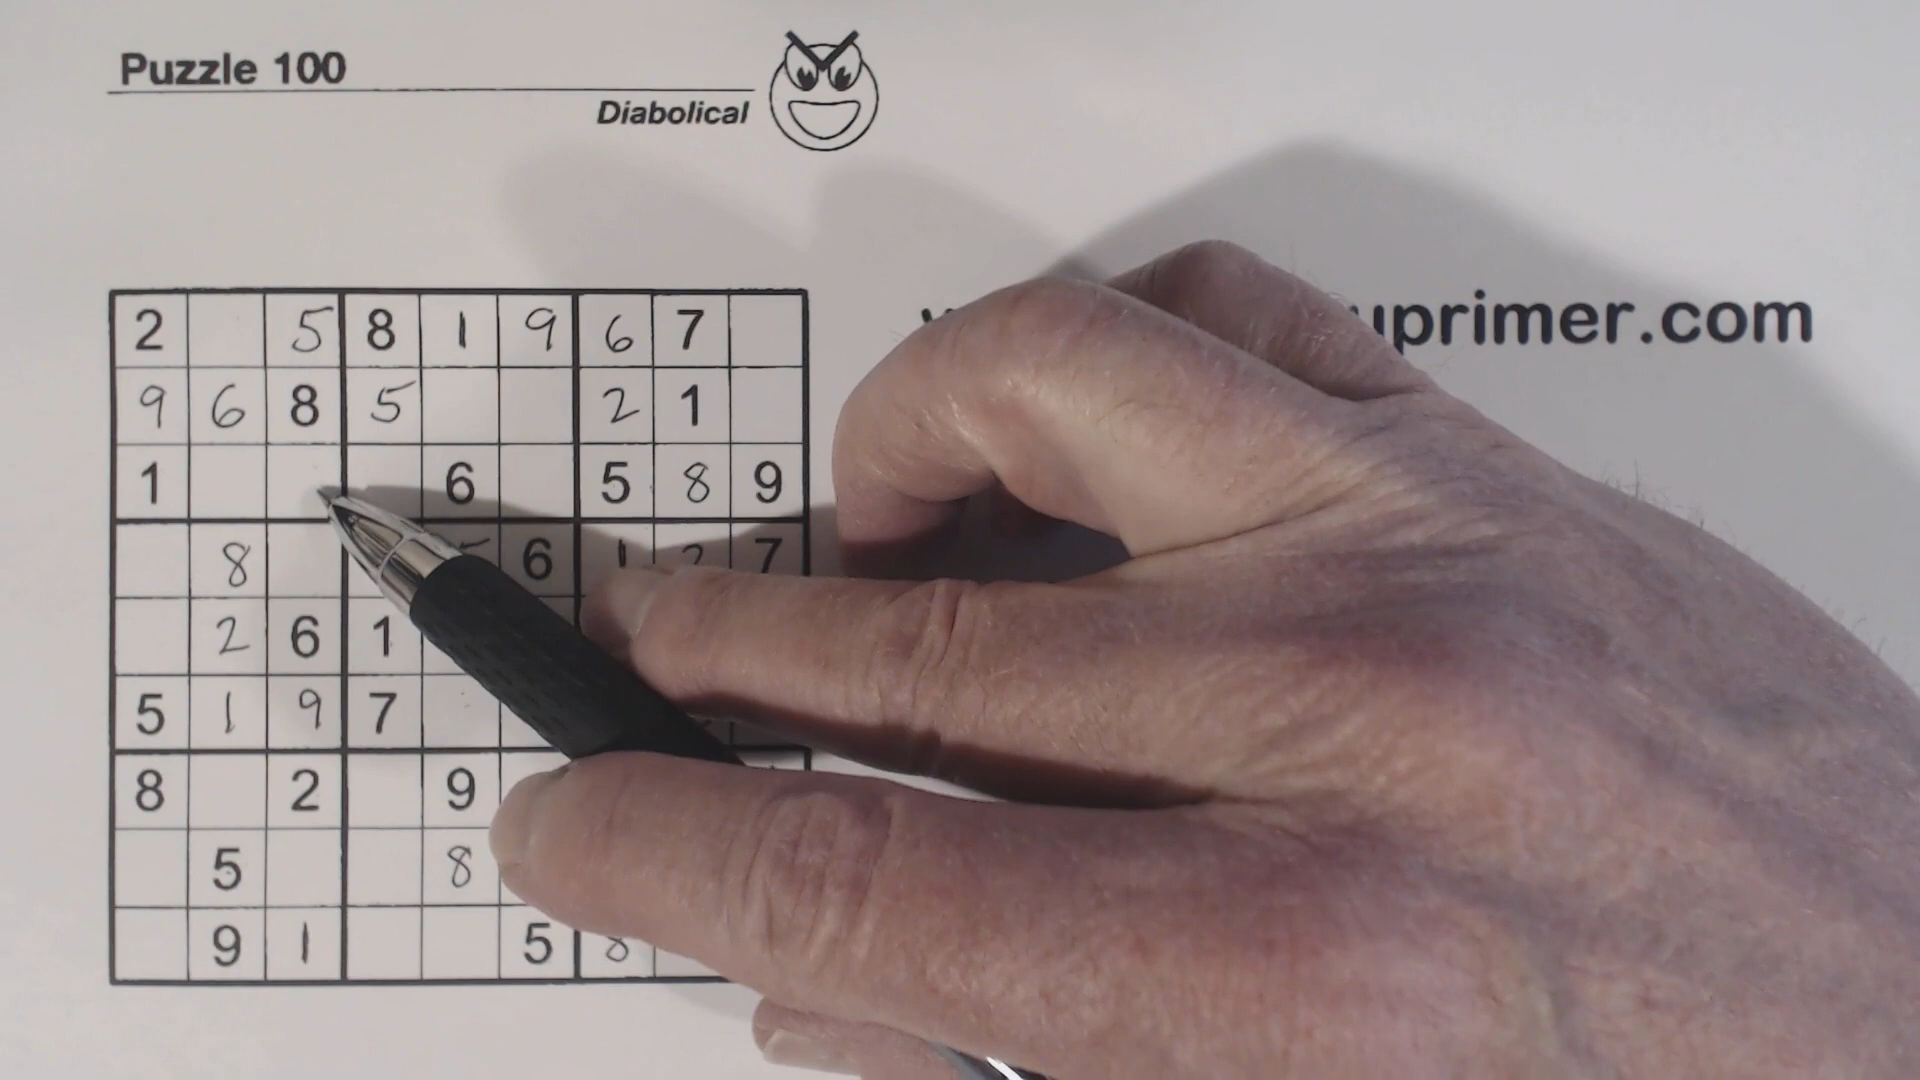 Puzzle 100
Diabolical
uprimer.com
2 5 8 1 9 6 7
9 6 8 5 2 1
1 6 5 8 9
8 6 1 7
2 6 1
5 1 9 7
8 2 9
5 8
9 1 5 8